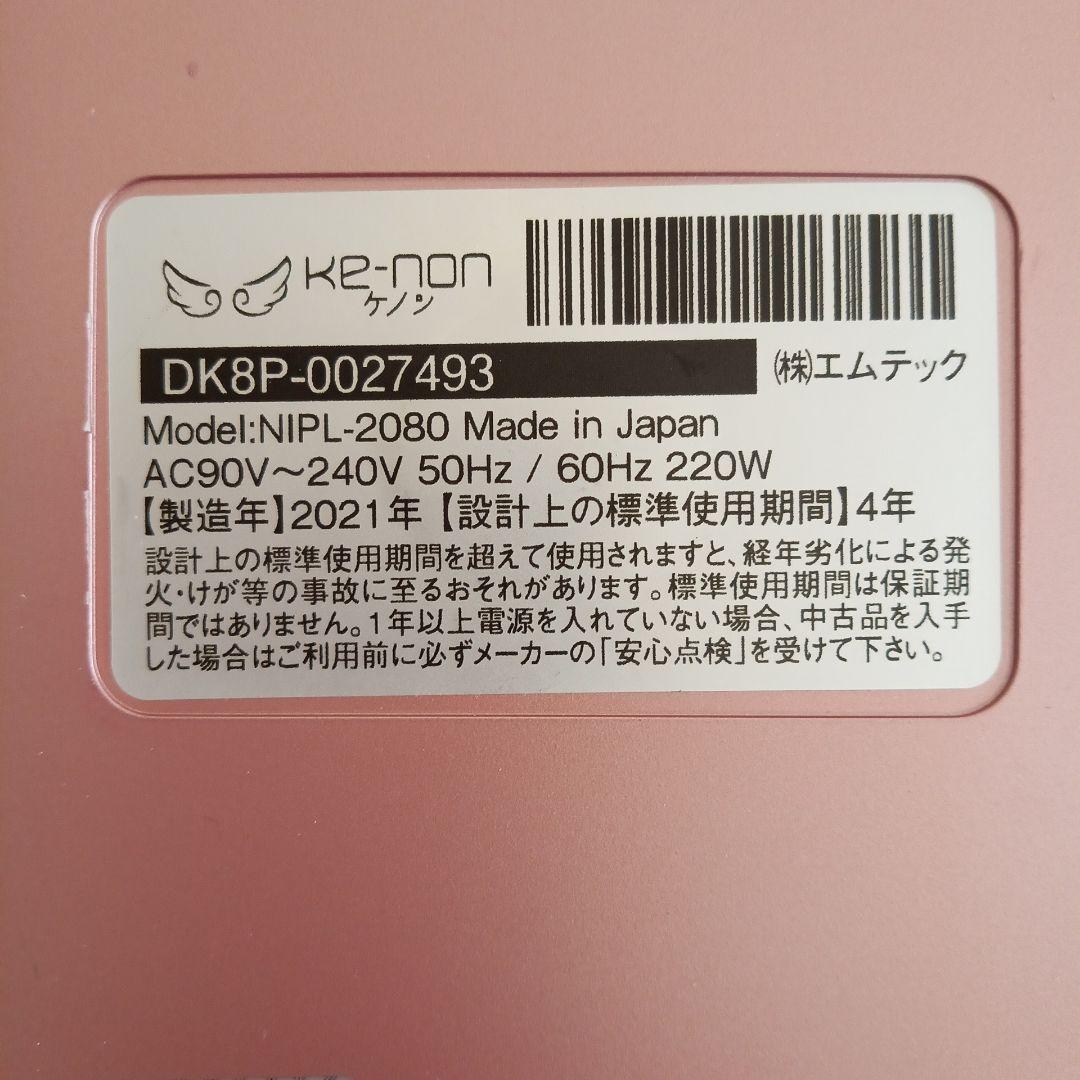 Ke-non
ケノン
DK8P-0027493
㈱エムテック
Model:NIPL-2080 Made in Japan
AC90V～240V 50Hz / 60Hz 220W
【製造年】2021年【設計上の標準使用期間】4年
設計上の標準使用期間を超えて使用されますと、経年劣化による発
火・けが等の事故に至るおそれがあります。標準使用期間は保証期
間ではありません。1年以上電源を入れていない場合、中古品を入手
した場合はご利用前に必ずメーカーの「安心点検」を受けて下さい。